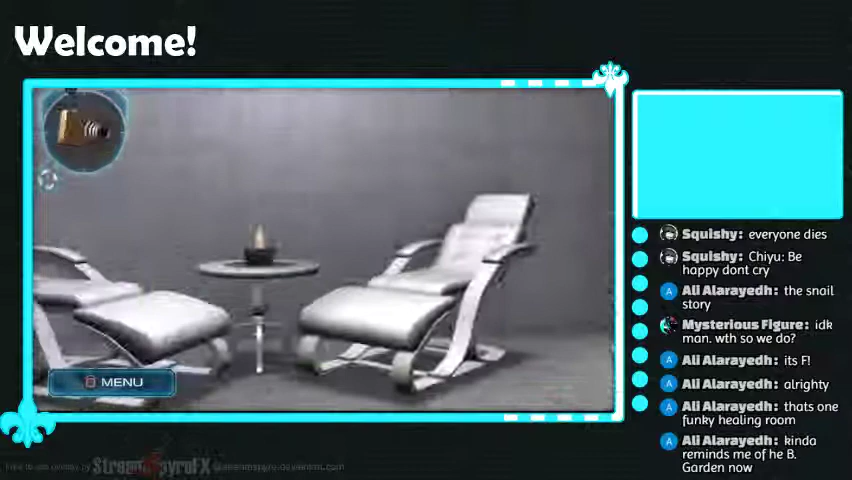 Welcome!
MENU
Squishy: everyone dies
Squishy: Chiyu: Be
happy dont cry
Ali Alarayedh: the snail
story
Mysterious Figure: idk
man. wth so we do?
Ali Alarayedh: its F!
Ali Alarayedh: alrighty
Ali Alarayedh: thats one
funky healing room
Ali Alarayedh: kinda
reminds me of he B.
Garden now